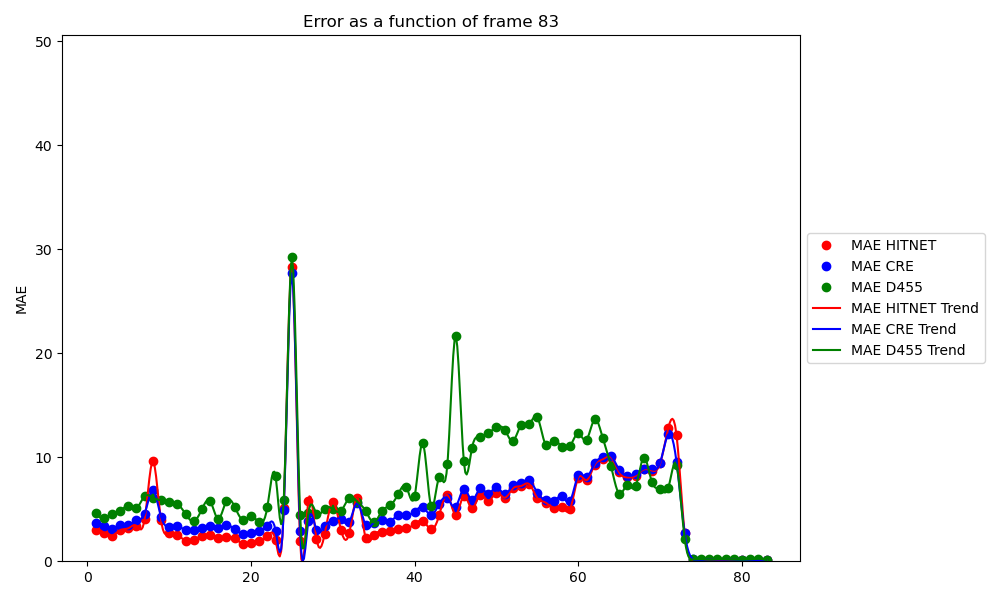 Error as a function of frame 83
50
40
30
20
10
0
MAE
0
20
40
60
80
MAE HITNET
MAE CRE
MAE D455
MAE HITNET Trend
MAE CRE Trend
MAE D455 Trend